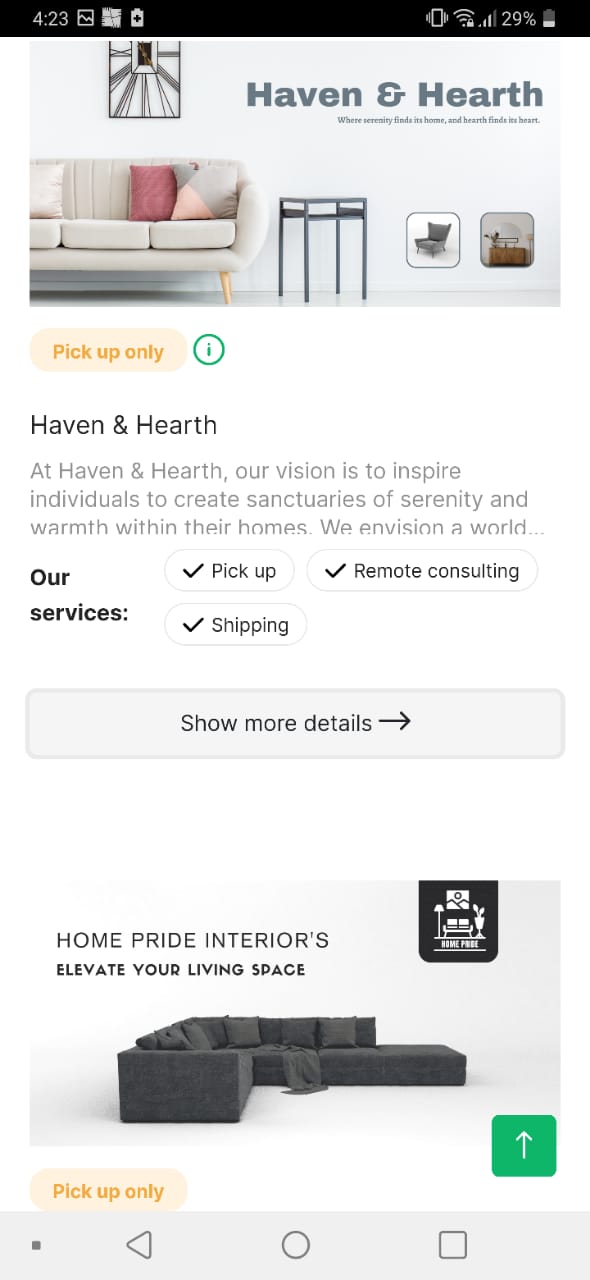 4:23
29%
Haven & Hearth
Where serenity finds its home, and hearth finds its heart.
Pick up only
Haven & Hearth
At Haven & Hearth, our vision is to inspire
individuals to create sanctuaries of serenity and
warmth within their homes. We envision a world...
Our
services:
Pick up
Remote consulting
Shipping
Show more details
HOME PRIDE INTERIOR'S
ELEVATE YOUR LIVING SPACE
HOME PRIDE
Pick up only